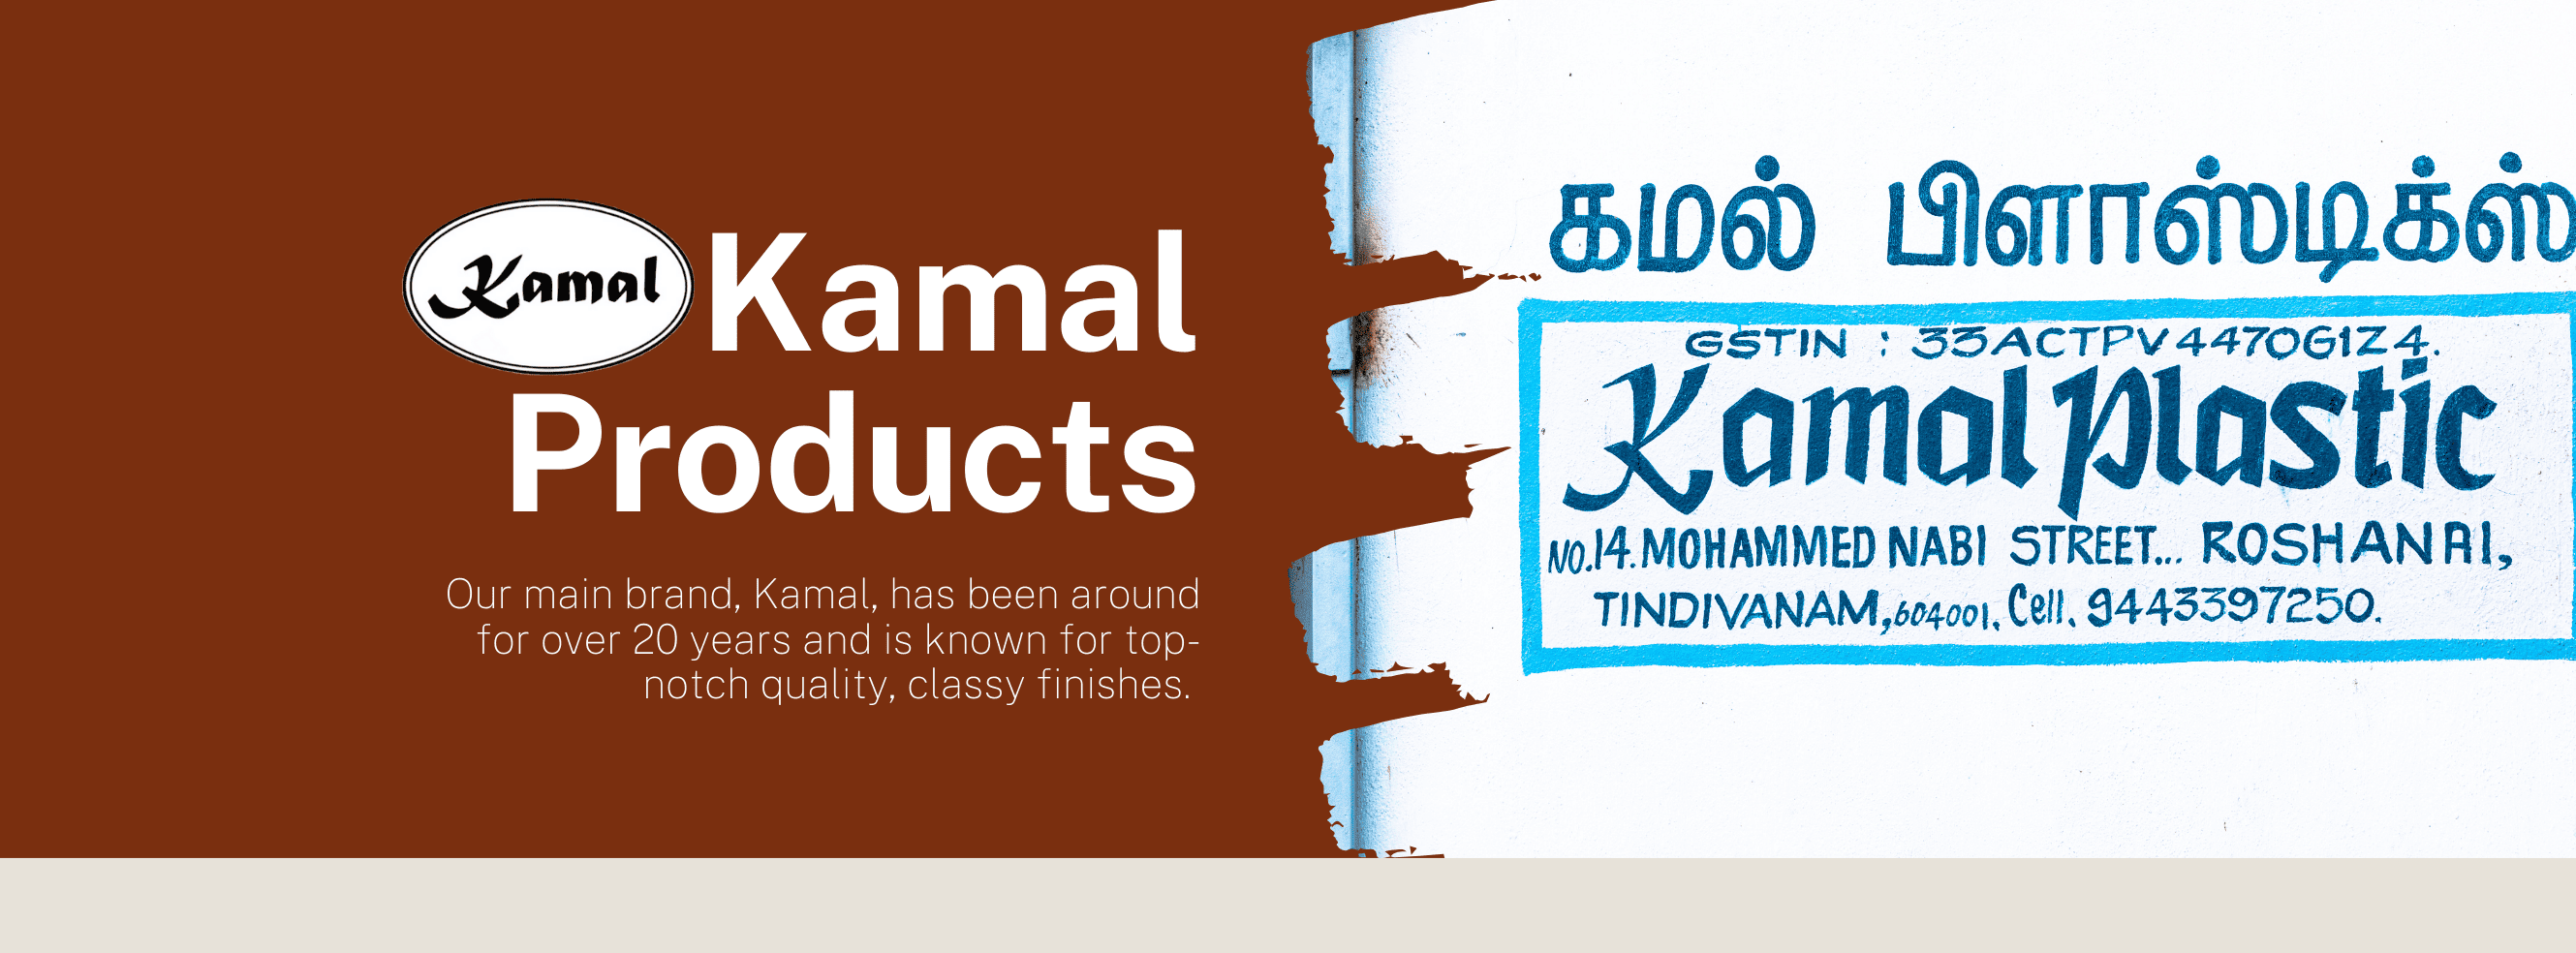 Kamal
Kamal
Products
Our main brand, Kamal, has been around
for over 20 years and is known for top-
notch quality, classy finishes.
கமல் பிளாஸ்டிக்ஸ்
GSTIN : 33ACTPV4470G1Z4.
Kamal plastic
NO.14.MOHAMMED NABI STREET... ROSHANAI,
TINDIVANAM,604001. Cell. 9443397250.